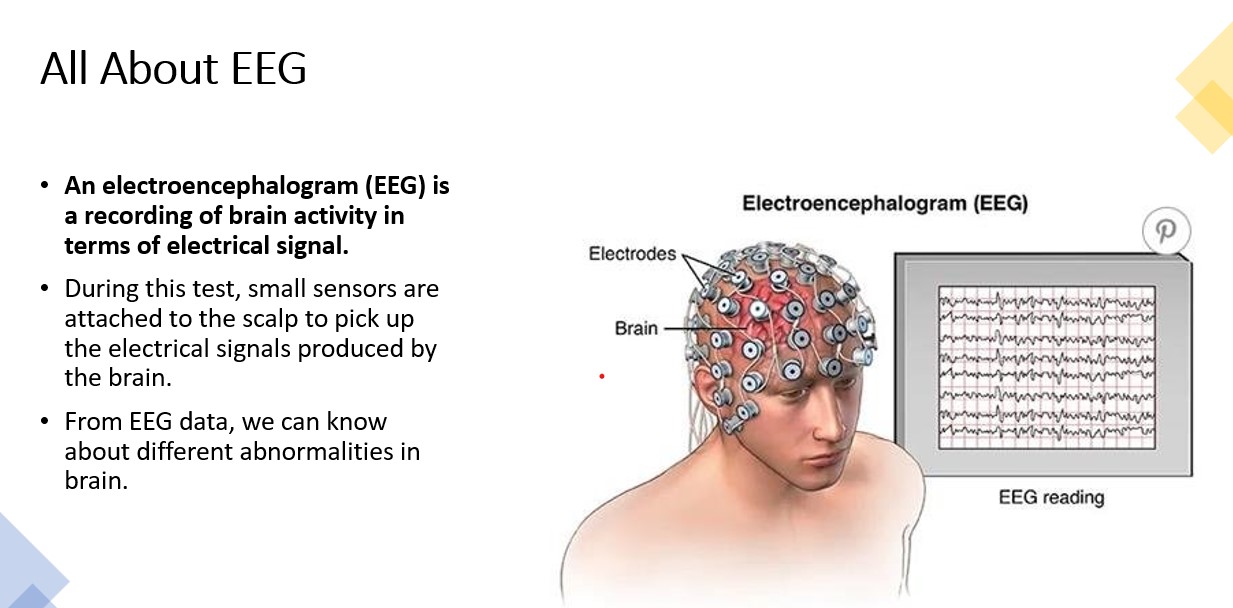 All About EEG
• An electroencephalogram (EEG) is
a recording of brain activity in
terms of electrical signal.
• During this test, small sensors are
attached to the scalp to pick up
the electrical signals produced by
the brain.
• From EEG data, we can know
about different abnormalities in
brain.
Electroencephalogram (EEG)
Electrodes
Brain
EEG reading